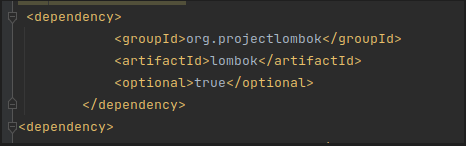 <dependency>
<groupId>org.projectlombok</groupId>
<artifactId>lombok</artifactId>
<optional>true</optional>
</dependency>
<dependency>